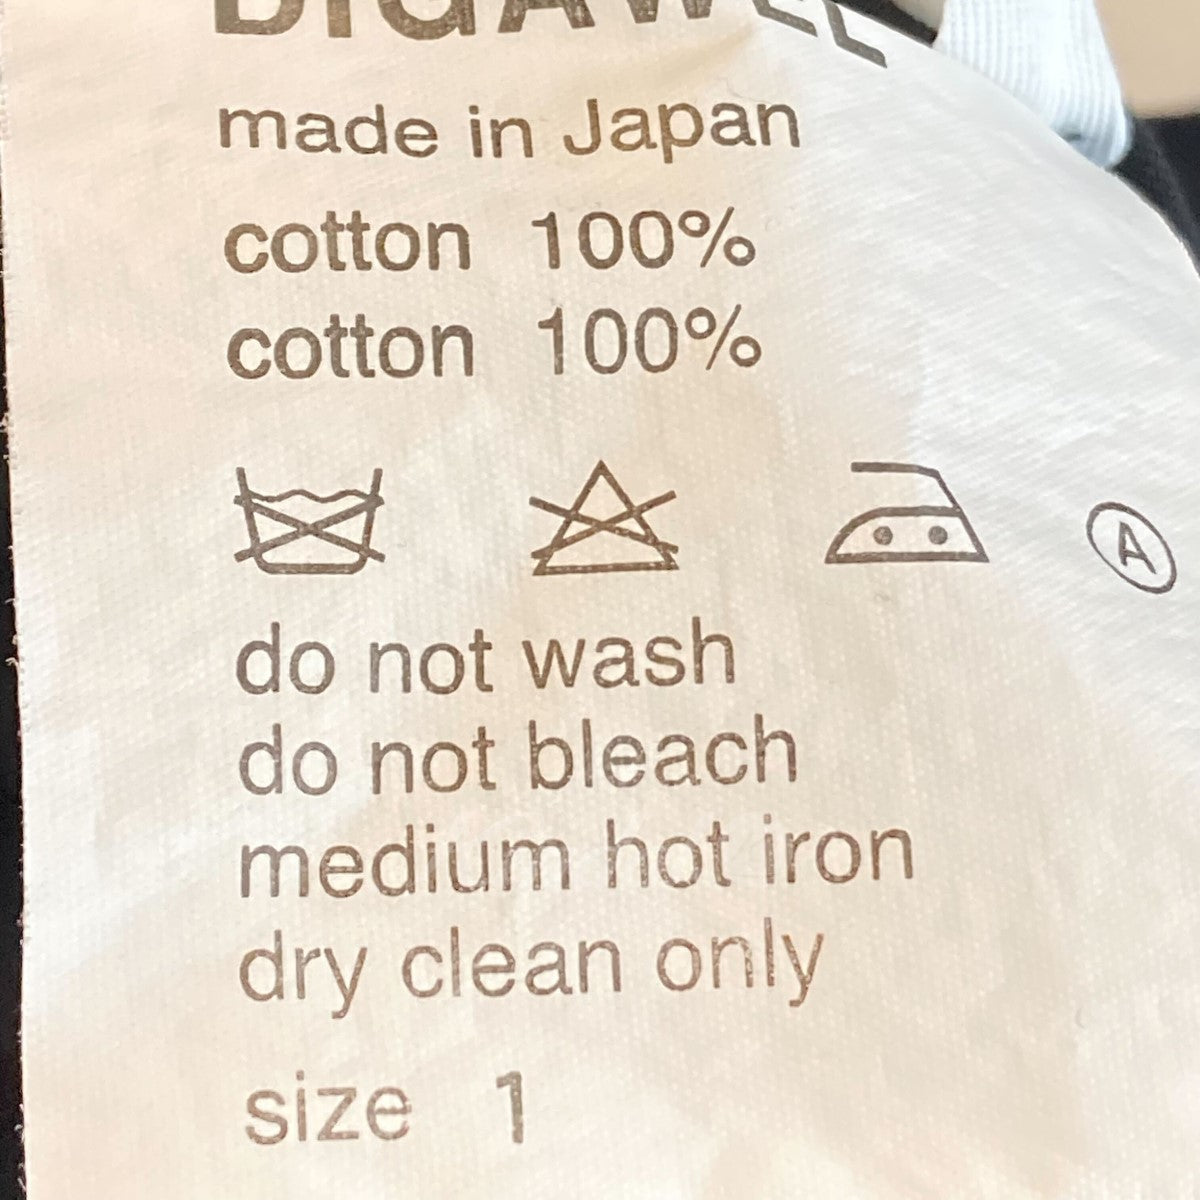 DIGAWEL
made in Japan
cotton 100%
cotton 100%
A
do not wash
do not bleach
medium hot iron
dry clean only
size 1